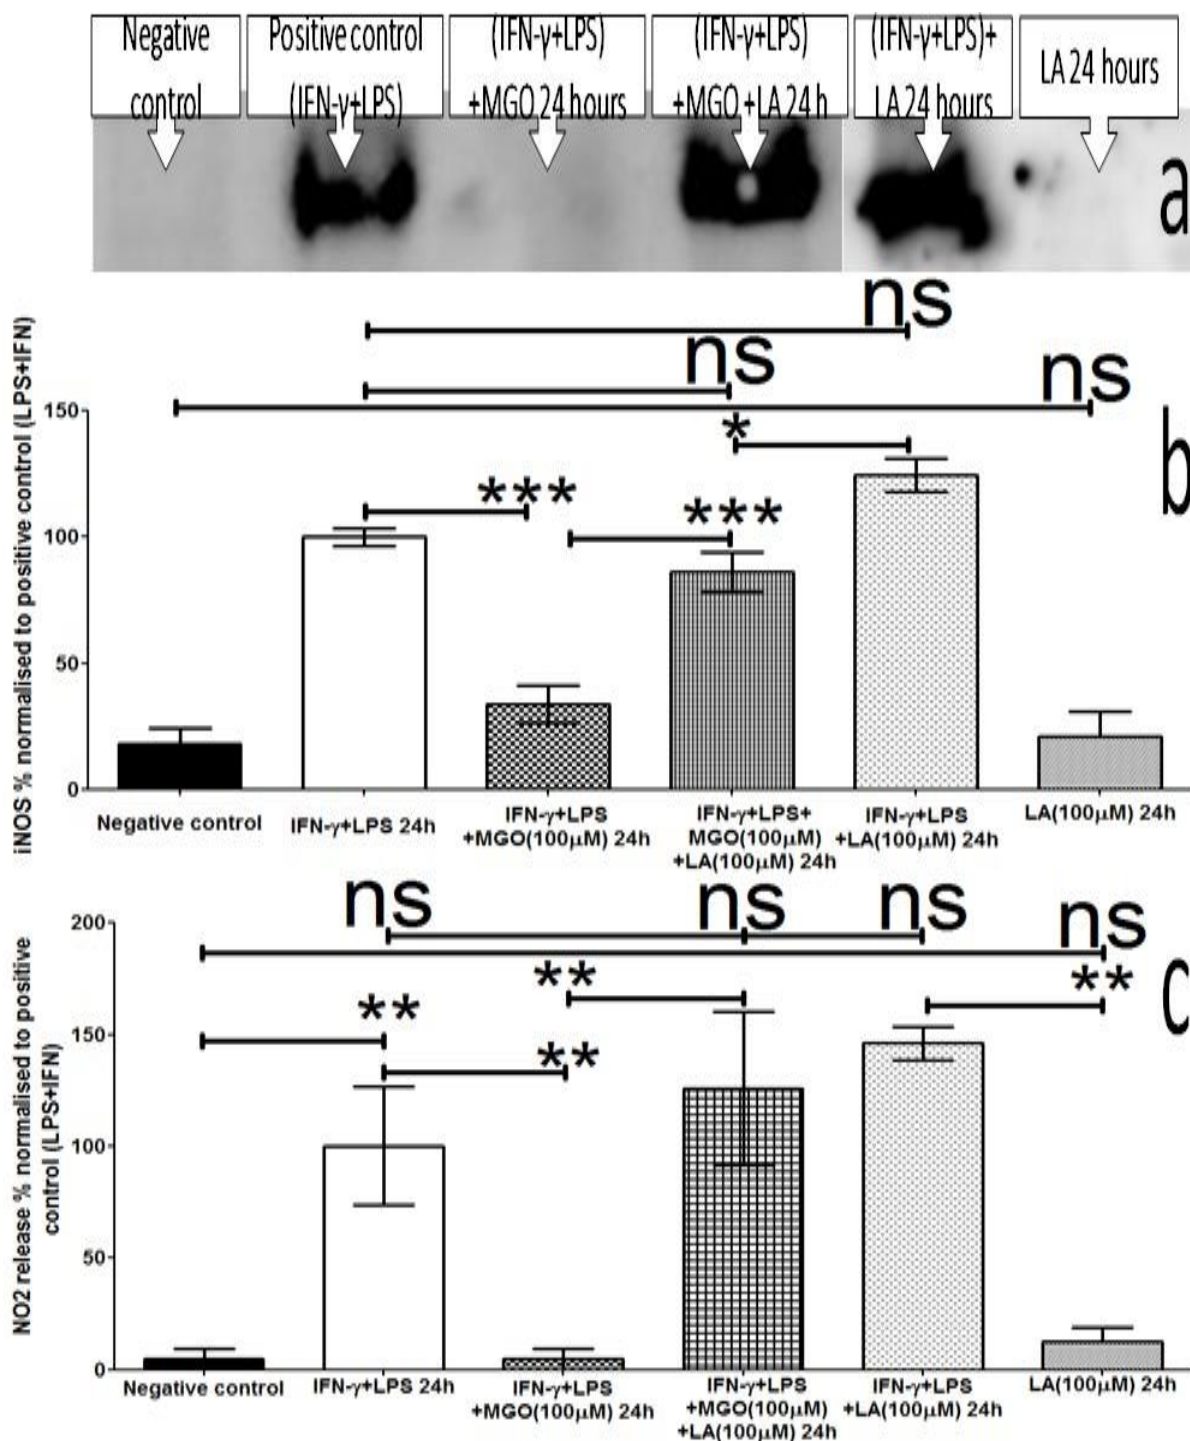 Negative
control
Positive control
(IFN-γ+LPS)
(IFN-γ+LPS)
+MGO 24 hours
(IFN-γ+LPS)
+MGO +LA 24 h
(IFN-γ+LPS)+
LA 24 hours
LA 24 hours
a
ns
ns
ns
iNOS % normalised to positive control (LPS+IFN)
150
100
50
0
*
***
***
b
Negative control
IFN-γ+LPS 24h
IFN-γ+LPS
+MGO(100µM) 24h
IFN-γ+LPS+
MGO(100µM)
+LA(100µM) 24h
IFN-γ+LPS
+LA(100µM) 24h
LA(100µM) 24h
ns
ns
ns
ns
NO2 release % normalised to positive
control (LPS+IFN)
200
150
100
50
0
**
**
**
**
c
Negative control
IFN-γ+LPS 24h
IFN-γ+LPS
+MGO(100µM) 24h
IFN-γ+LPS
+MGO(100µM)
+LA(100µM) 24h
IFN-γ+LPS
+LA(100µM) 24h
LA(100µM) 24h